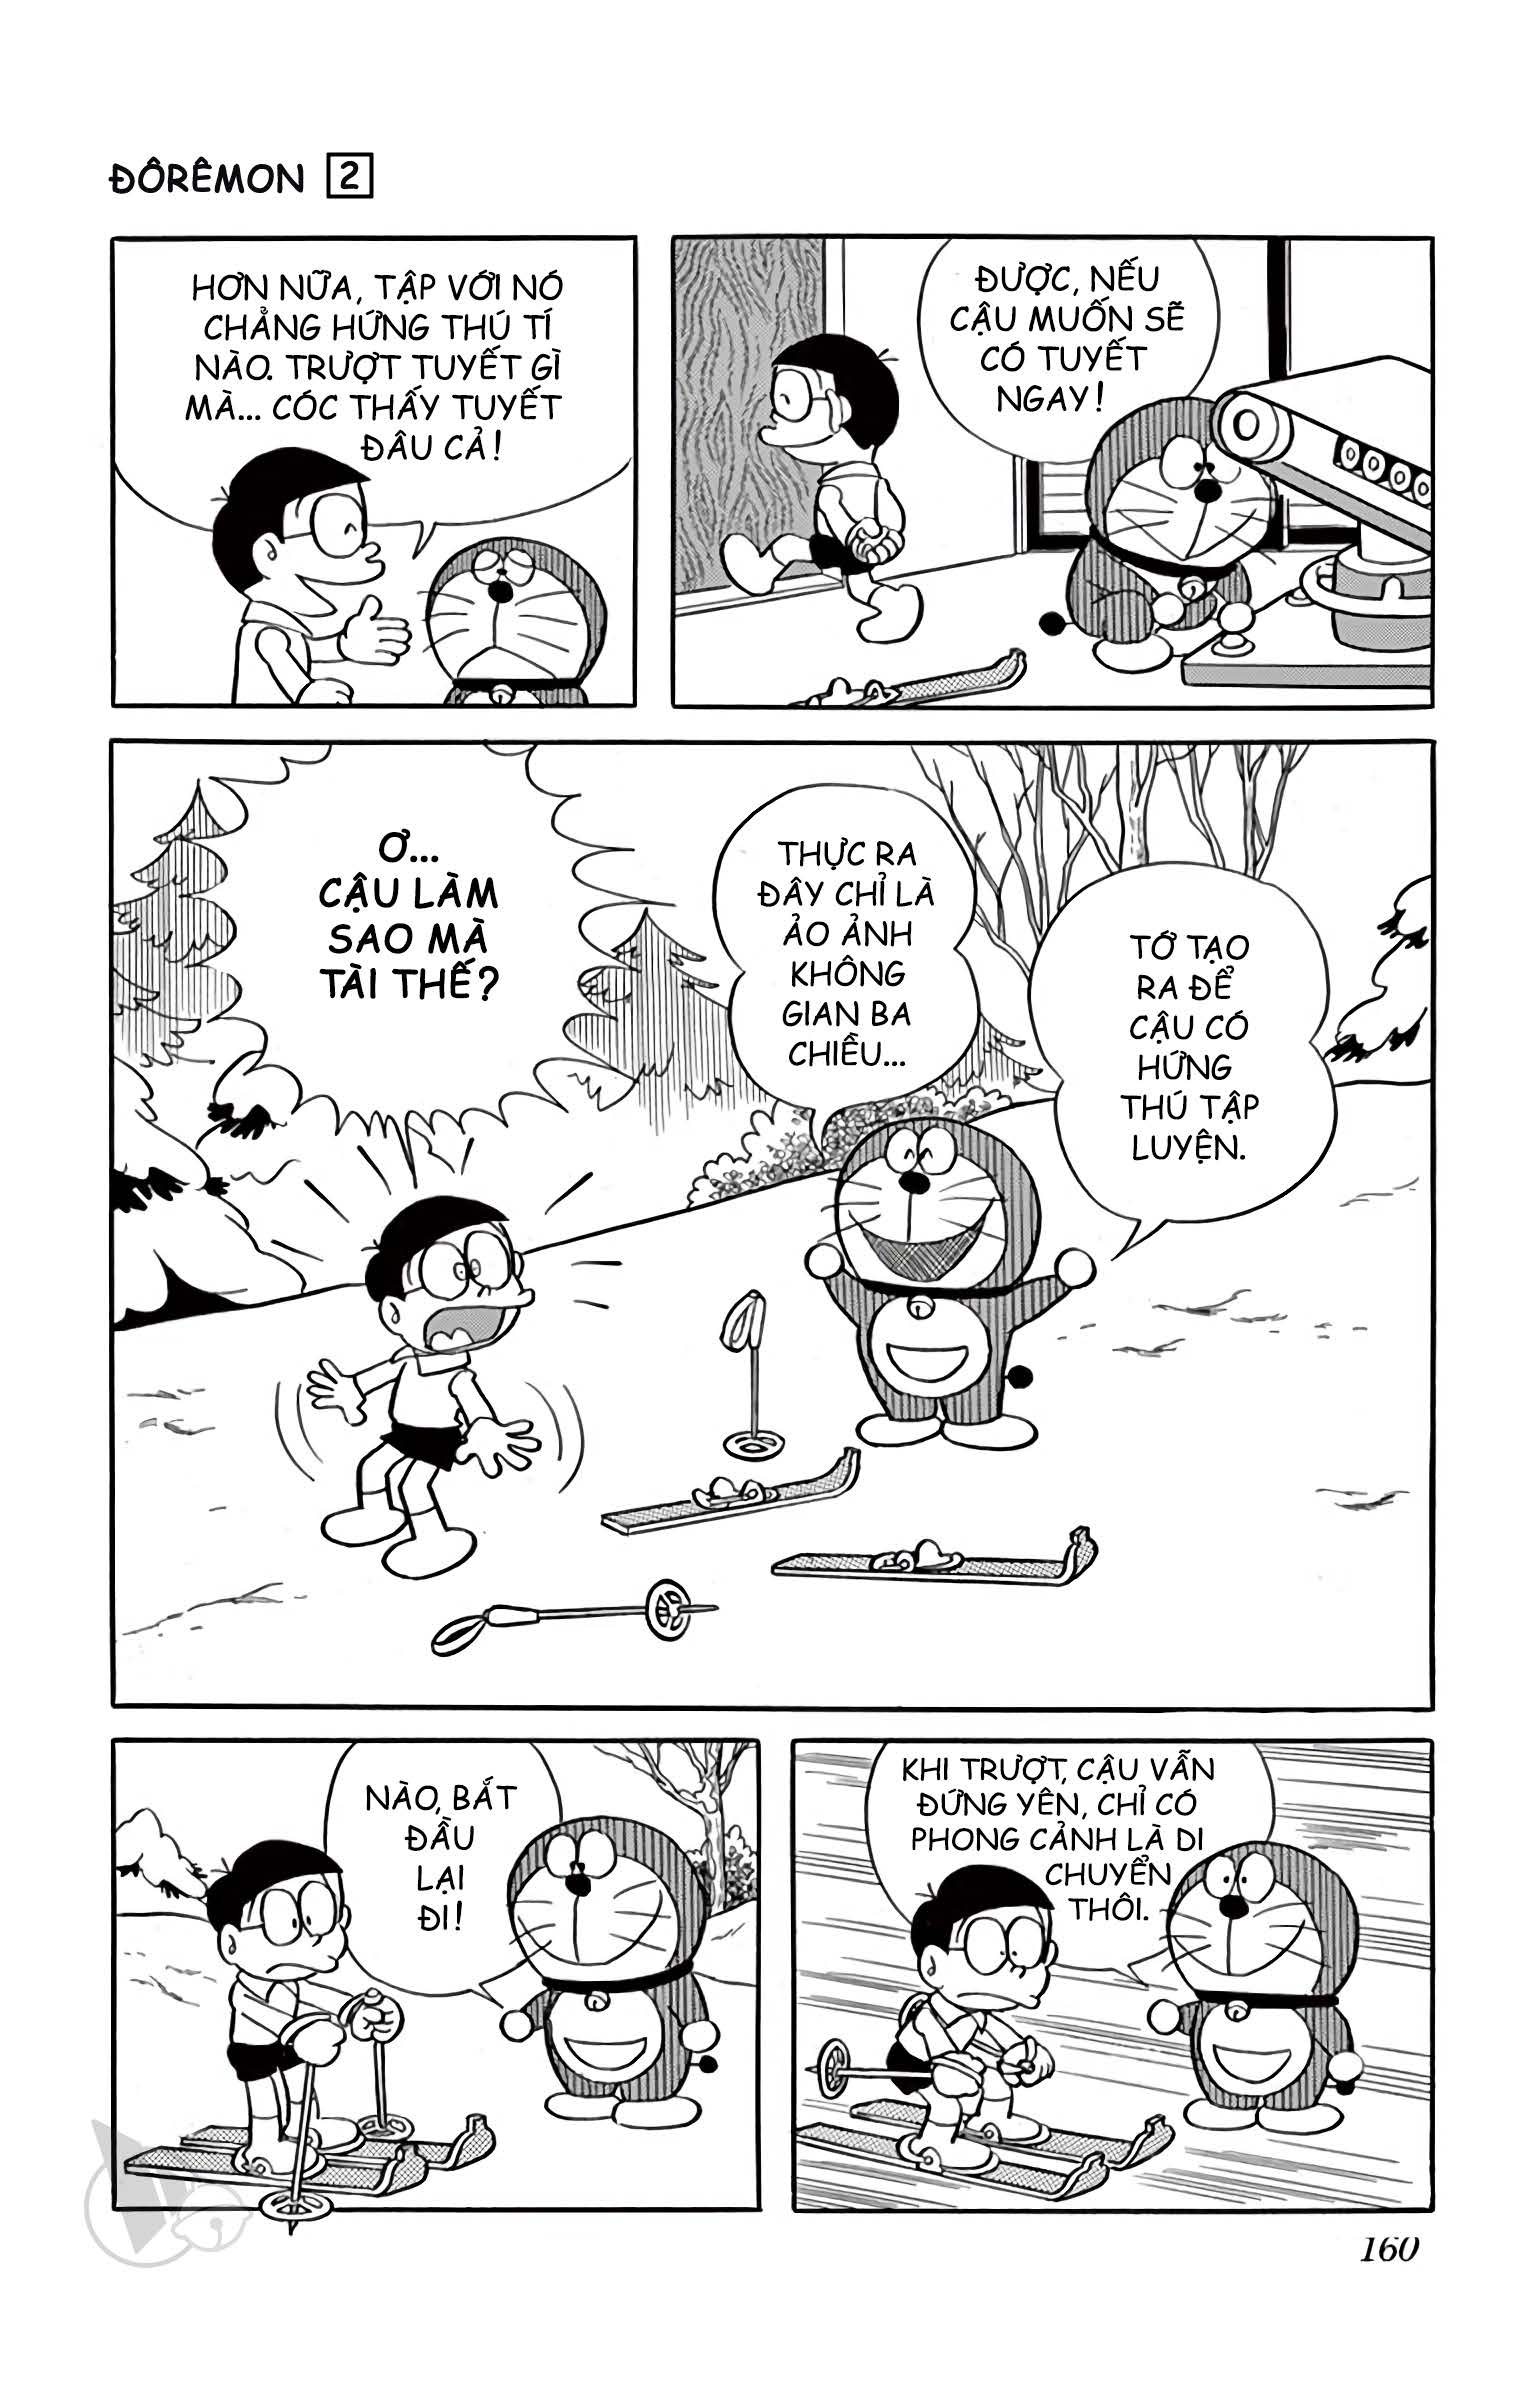 ĐÔRÊMON 2
HƠN NỮA, TẬP VỚI NÓ
CHẲNG HỨNG THÚ TÍ
NÀO. TRƯỢT TUYẾT GÌ
MÀ... CÓC THẤY TUYẾT
ĐÂU CẢ!
ĐƯỢC, NẾU
CẬU MUỐN SẼ
CÓ TUYẾT
NGAY!
Ơ...
CẬU LÀM
SAO MÀ
TÀI THẾ?
THỰC RA
ĐÂY CHỈ LÀ
ẢO ẢNH
KHÔNG
GIAN BA
CHIỀU...
TỚ TẠO
RA ĐỂ
CẬU CÓ
HỨNG
THÚ TẬP
LUYỆN.
NÀO, BẮT
ĐẦU
LẠI
ĐI!
KHI TRƯỢT, CẬU VẪN
ĐỨNG YÊN, CHỈ CÓ
PHONG CẢNH LÀ DI
CHUYỂN
THÔI.
160